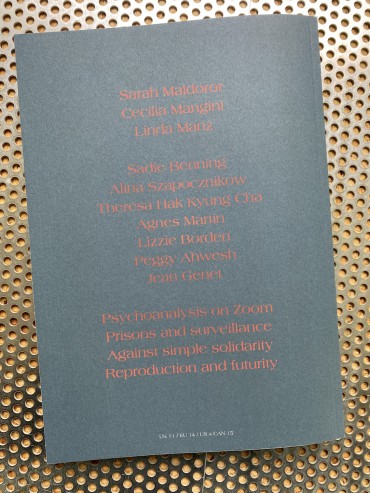 Sarah Maldoror
Cecilia Mangini
Linda Manz
Sadie Benning
Alina Szapocznikow
Theresa Hak Kyung Cha
Agnes Martin
Lizzie Borden
Peggy Ahwesh
Jean Genet
Psychoanalysis on Zoom
Prisons and surveillance
Against simple solidarity
Reproduction and futurity